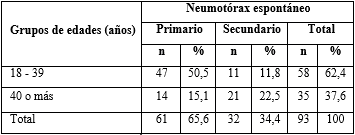 Grupos de edades (años) Neumotórax espontáneo
Primario Secundario Total
n % n % n %
18 - 39 47 50,5 11 11,8 58 62,4
40 o más 14 15,1 21 22,5 35 37,6
Total 61 65,6 32 34,4 93 100